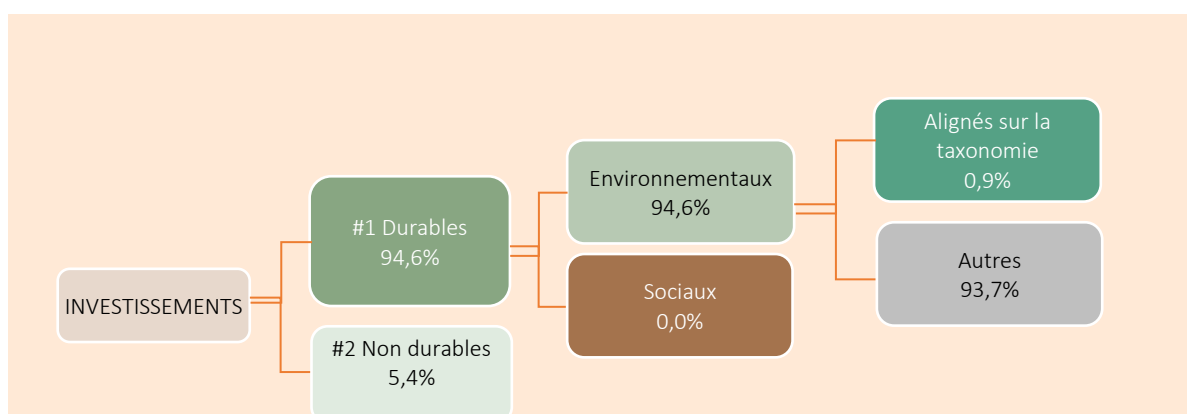 INVESTISSEMENTS
#1 Durables
94,6%
#2 Non durables
5,4%
Environnementaux
94,6%
Sociaux
0,0%
Alignés sur la
taxonomie
0,9%
Autres
93,7%